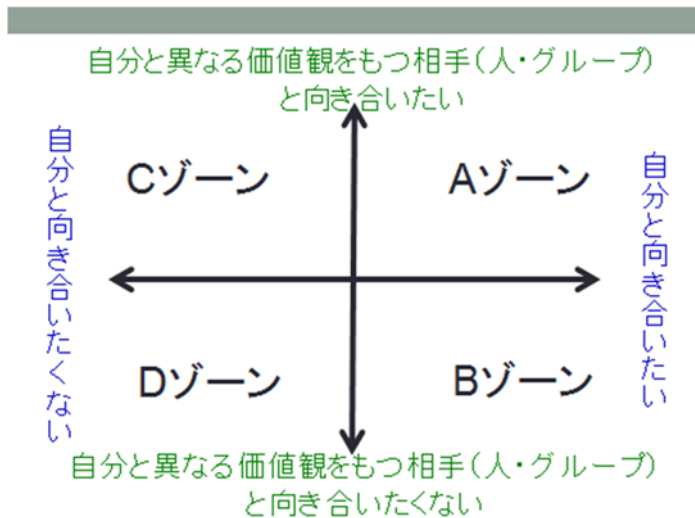 自分と異なる価値観をもつ相手(人・グループ)
と向き合いたい
自分と向き合いたくない
Cゾーン
Aゾーン
自分と向き合いたい
Dゾーン
Bゾーン
自分と異なる価値観をもつ相手(人・グループ)
と向き合いたくない